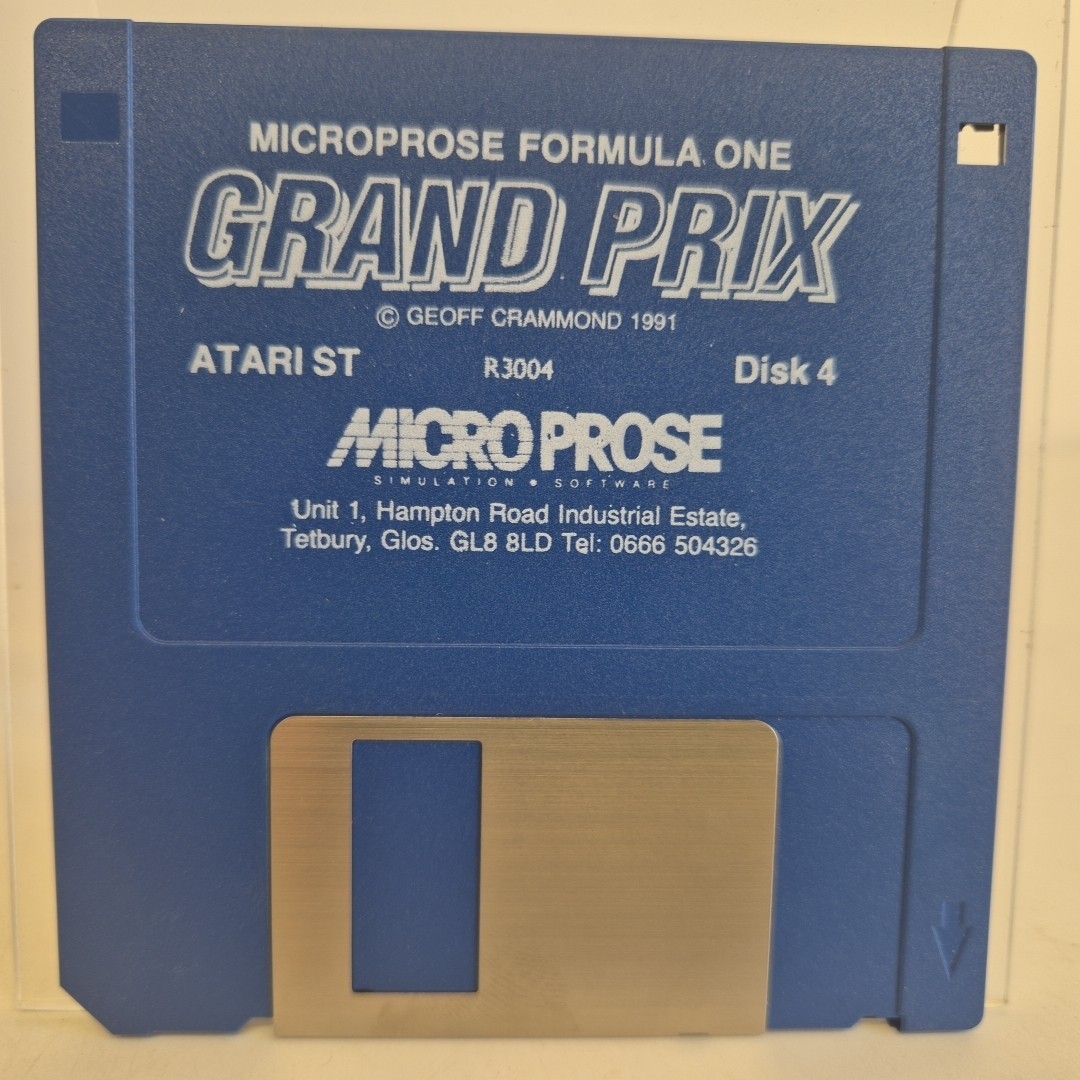 MICROPROSE FORMULA ONE
GRAND PRIX
© GEOFF CRAMMOND 1991
ATARI ST R3004 Disk 4
MICROPROSE
SIMULATION • SOFTWARE
Unit 1, Hampton Road Industrial Estate,
Tetbury, Glos. GL8 8LD Tel: 0666 504326